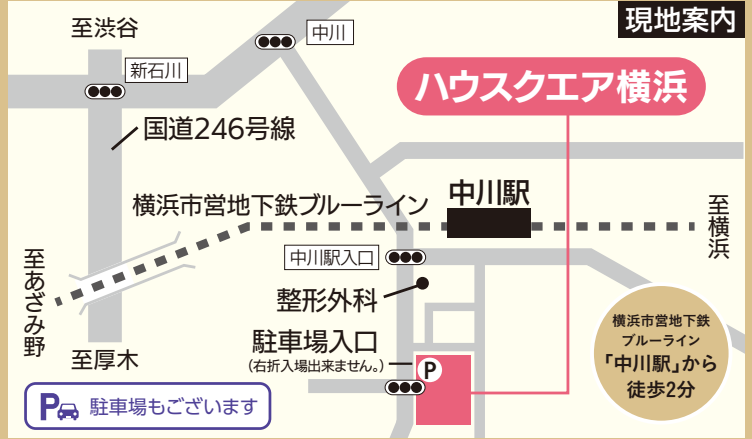 至渋谷
中川
現地案内
新石川
ハウスクエア横浜
国道246号線
横浜市営地下鉄ブルーライン
中川駅
至横浜
中川駅入口
至あざみ野
整形外科
駐車場入口
(右折入場出来ません。)
P
至厚木
横浜市営地下鉄
ブルーライン
「中川駅」から
徒歩2分
P 駐車場もございます